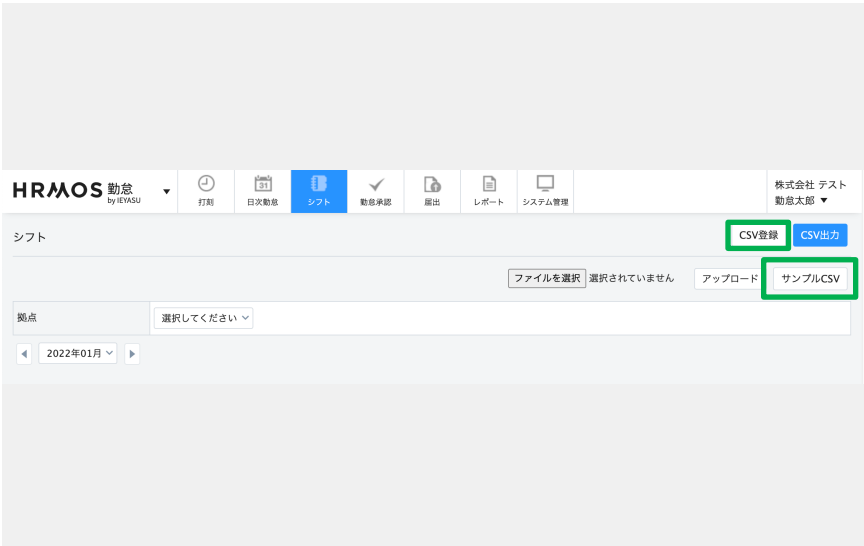 HRMOS 勤怠
by IEYASU
▼
打刻
31
日次勤怠
シフト
勤怠承認
届出
レポート
システム管理
株式会社 テスト
勤怠太郎 ▼
シフト
CSV登録
CSV出力
ファイルを選択 選択されていません
アップロード
サンプルCSV
拠点
選択してください
2022年01月